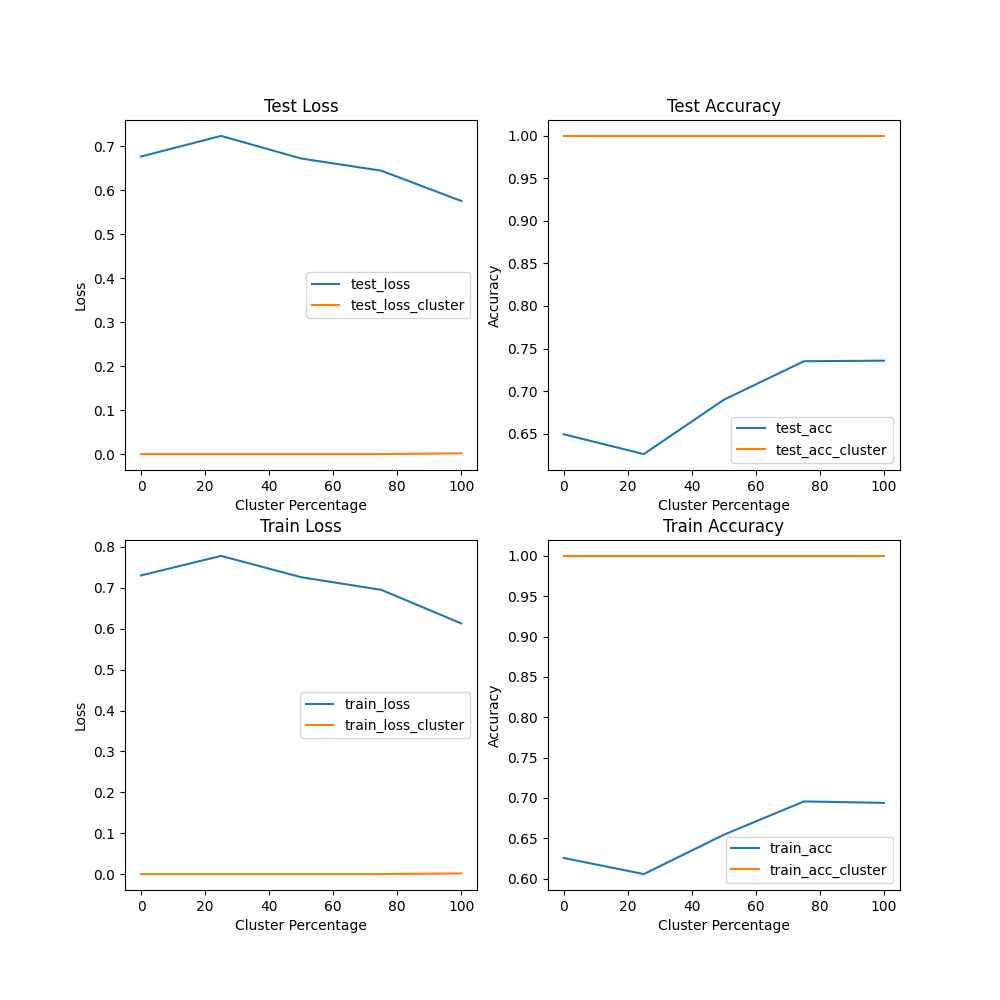 Test Loss
0.7
0.6
0.5
0.4
0.3
0.2
0.1
0.0
Loss
test_loss
test_loss_cluster
0 20 40 60 80 100
Cluster Percentage
Test Accuracy
1.00
0.95
0.90
0.85
0.80
0.75
0.70
0.65
Accuracy
test_acc
test_acc_cluster
0 20 40 60 80 100
Cluster Percentage
Train Loss
0.8
0.7
0.6
0.5
0.4
0.3
0.2
0.1
0.0
Loss
train_loss
train_loss_cluster
0 20 40 60 80 100
Cluster Percentage
Train Accuracy
1.00
0.95
0.90
0.85
0.80
0.75
0.70
0.65
0.60
Accuracy
train_acc
train_acc_cluster
0 20 40 60 80 100
Cluster Percentage